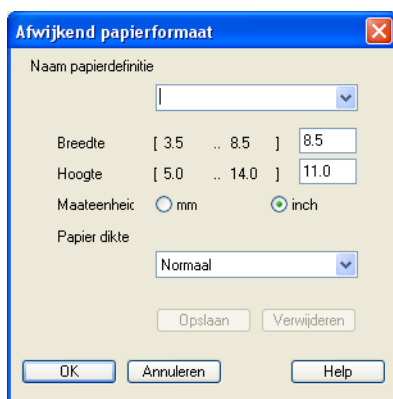 Afwijkend papierformaat
Naam papierdefinitie
Breedte [ 3.5 .. 8.5 ] 8.5
Hoogte [ 5.0 .. 14.0 ] 11.0
Maateenheic mm inch
Papier dikte
Normaal
Opslaan Verwijderen
OK Annuleren Help